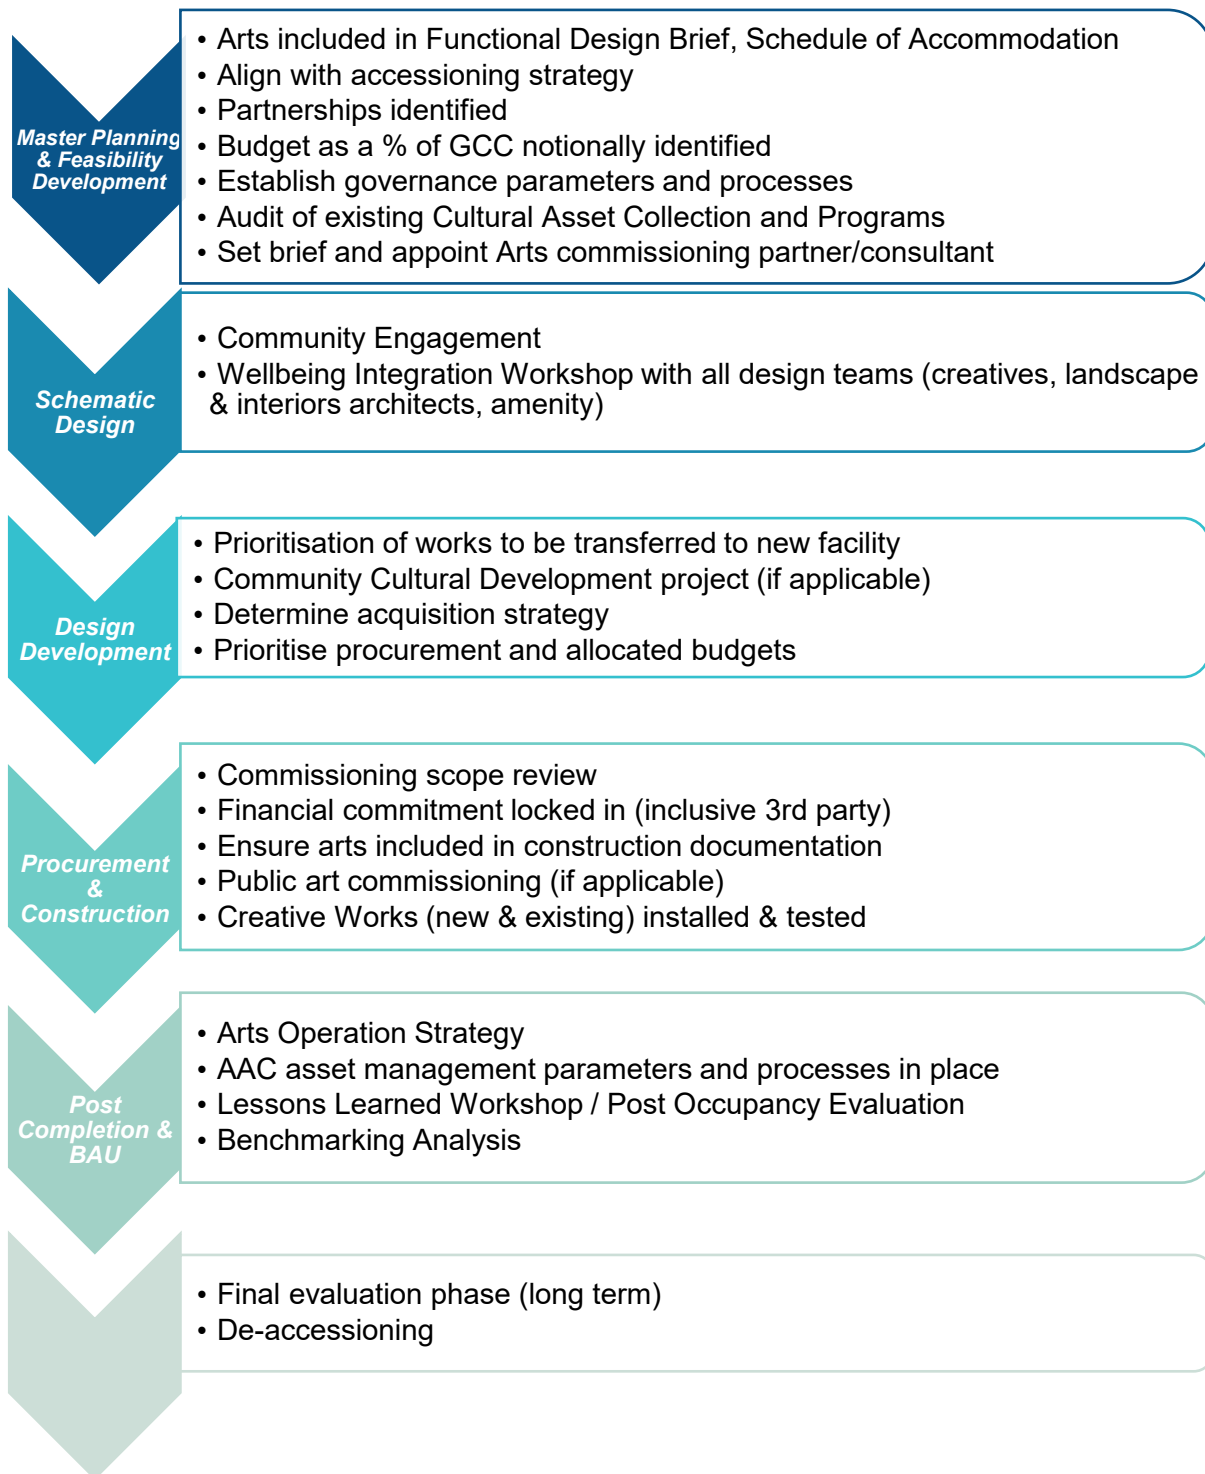 Master Planning
& Feasibility
Development
• Arts included in Functional Design Brief, Schedule of Accommodation
• Align with accessioning strategy
• Partnerships identified
• Budget as a % of GCC notionally identified
• Establish governance parameters and processes
• Audit of existing Cultural Asset Collection and Programs
• Set brief and appoint Arts commissioning partner/consultant
Schematic
Design
• Community Engagement
• Wellbeing Integration Workshop with all design teams (creatives, landscape
& interiors architects, amenity)
Design
Development
• Prioritisation of works to be transferred to new facility
• Community Cultural Development project (if applicable)
• Determine acquisition strategy
• Prioritise procurement and allocated budgets
Procurement
&
Construction
• Commissioning scope review
• Financial commitment locked in (inclusive 3rd party)
• Ensure arts included in construction documentation
• Public art commissioning (if applicable)
• Creative Works (new & existing) installed & tested
Post
Completion &
BAU
• Arts Operation Strategy
• AAC asset management parameters and processes in place
• Lessons Learned Workshop / Post Occupancy Evaluation
• Benchmarking Analysis
• Final evaluation phase (long term)
• De-accessioning